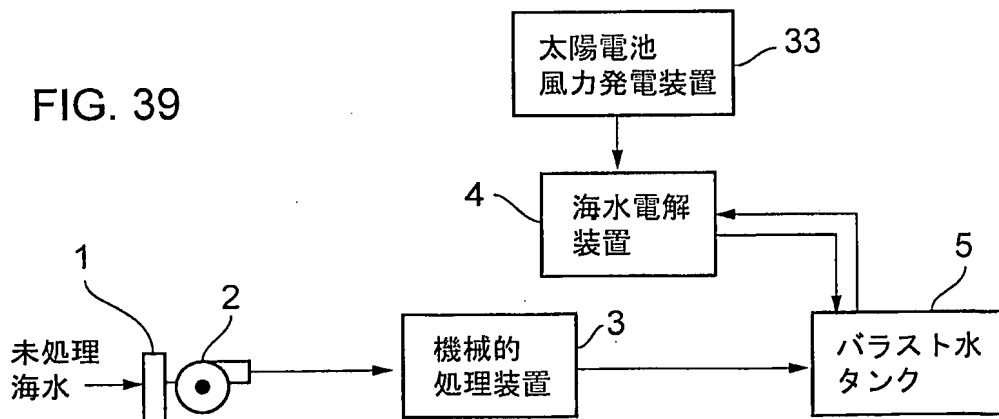 FIG. 39
太陽電池
風力発電装置
33
4
海水電解
装置
1
2
未処理
海水
機械的
処理装置
3
5
バラスト水
タンク